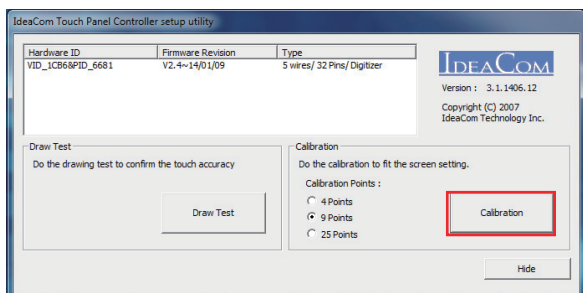 IdeaCom Touch Panel Controller setup utility
Hardware ID Firmware Revision Type
VID_1CB6&PID_6681 V2.4~14/01/09 5 wires/ 32 Pins/ Digitizer
IDEACOM
Version : 3.1.1406.12
Copyright (C) 2007
IdeaCom Technology Inc.
Draw Test
Do the drawing test to confirm the touch accuracy
Draw Test
Calibration
Do the calibration to fit the screen setting.
Calibration Points :
4 Points
9 Points
25 Points
Calibration
Hide